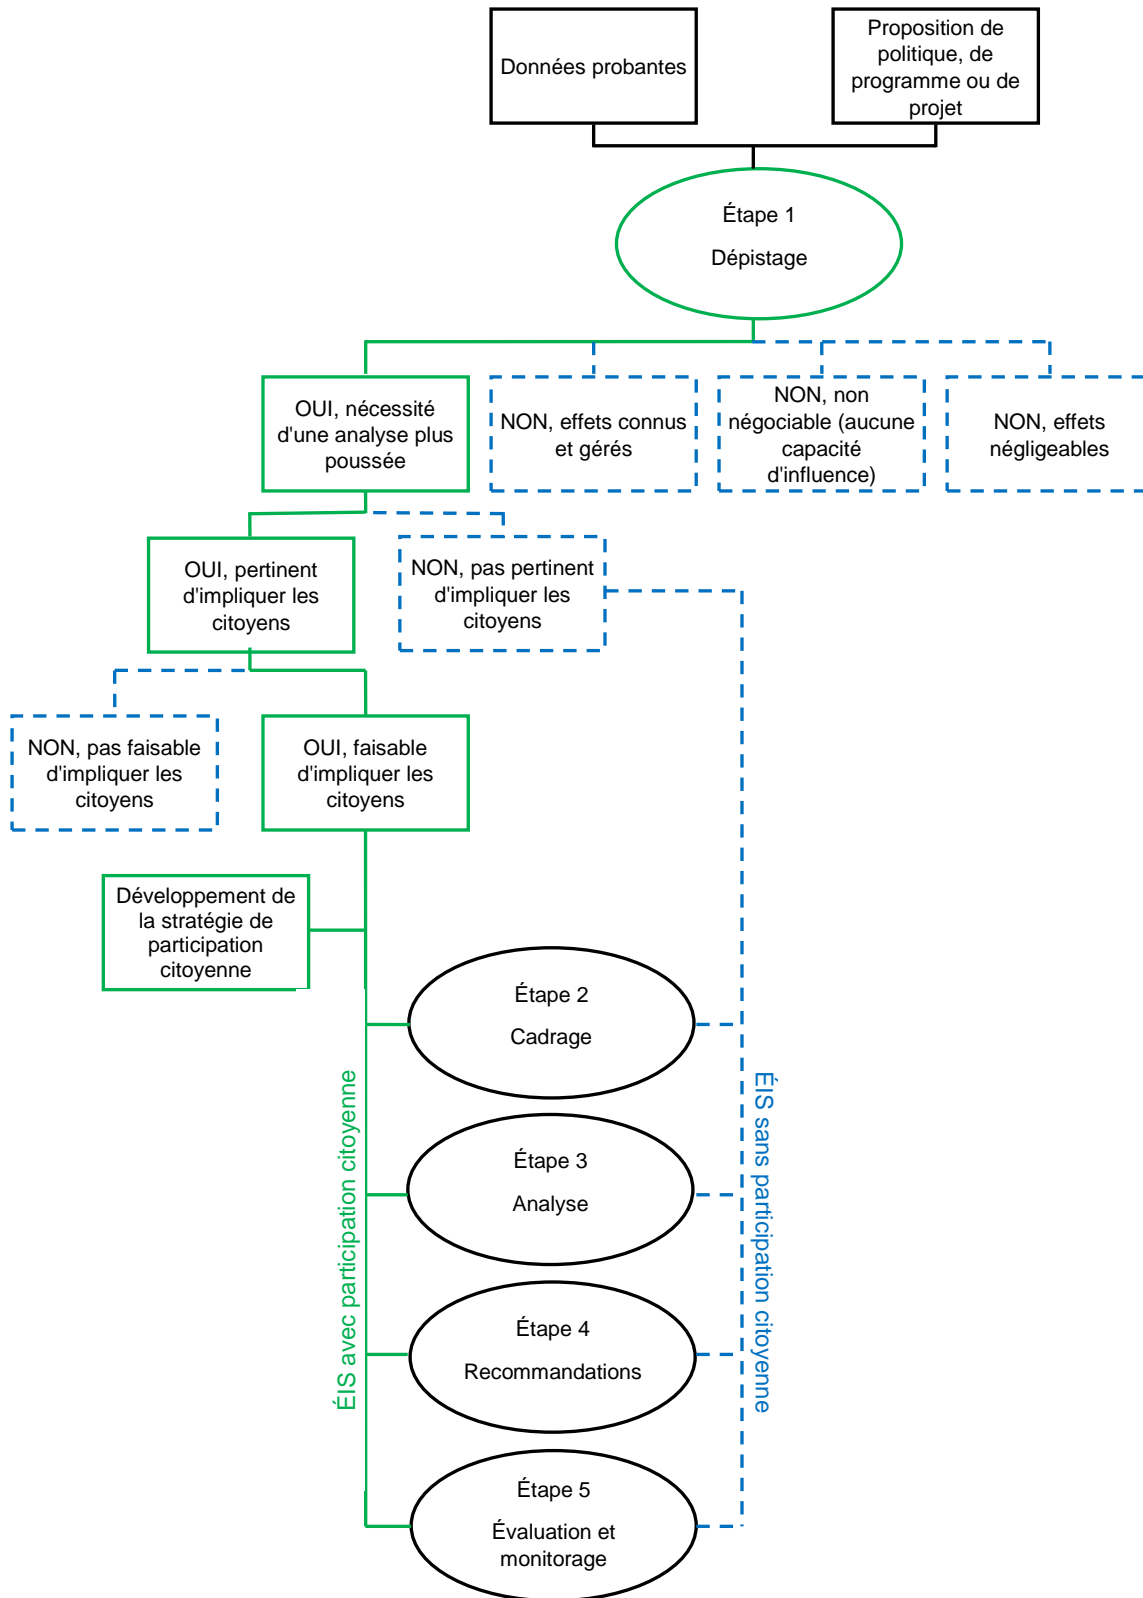 Données probantes
Proposition de
politique, de
programme ou de
projet
Étape 1
Dépistage
OUI, nécessité
d'une analyse plus
poussée
NON, effets connus
et gérés
NON, non
négociable (aucune
capacité
d'influence)
NON, effets
négligeables
OUI, pertinent
d'impliquer les
citoyens
NON, pas pertinent
d'impliquer les
citoyens
NON, pas faisable
d'impliquer les
citoyens
OUI, faisable
d'impliquer les
citoyens
Développement de
la stratégie de
participation
citoyenne
ÉIS avec participation citoyenne
Étape 2
Cadrage
Étape 3
Analyse
Étape 4
Recommandations
Étape 5
Évaluation et
monitorage
ÉIS sans participation citoyenne